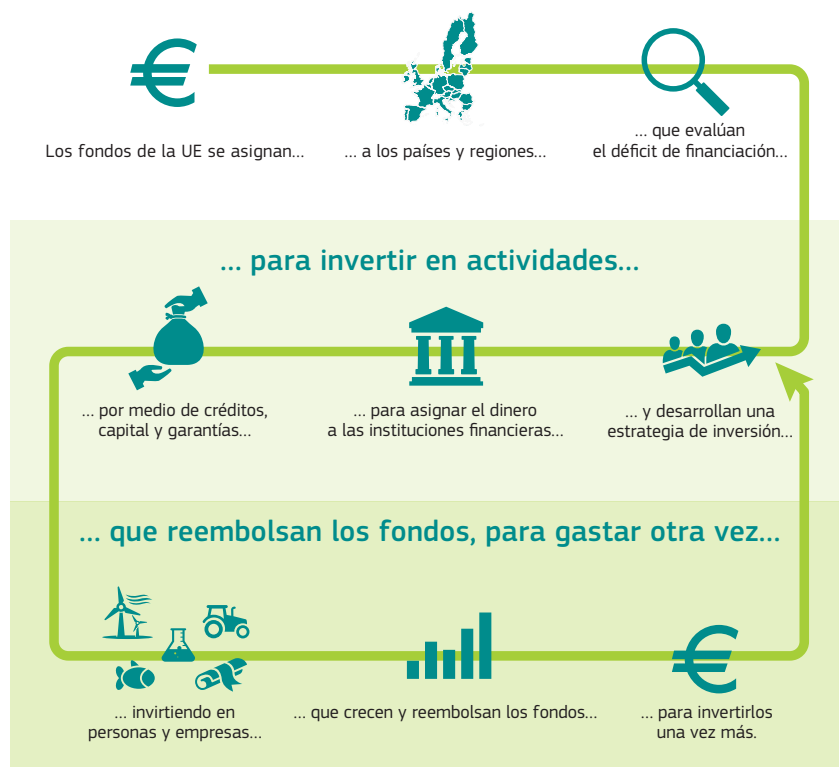 Los fondos de la UE se asignan...
... a los países y regiones...
... que evalúan
el déficit de financiación...
... para invertir en actividades...
... por medio de créditos,
capital y garantías...
... para asignar el dinero
a las instituciones financieras...
... y desarrollan una
estrategia de inversión...
... que reembolsan los fondos, para gastar otra vez...
... invirtiendo en
personas y empresas...
... que crecen y reembolsan los fondos...
... para invertirlos
una vez más.